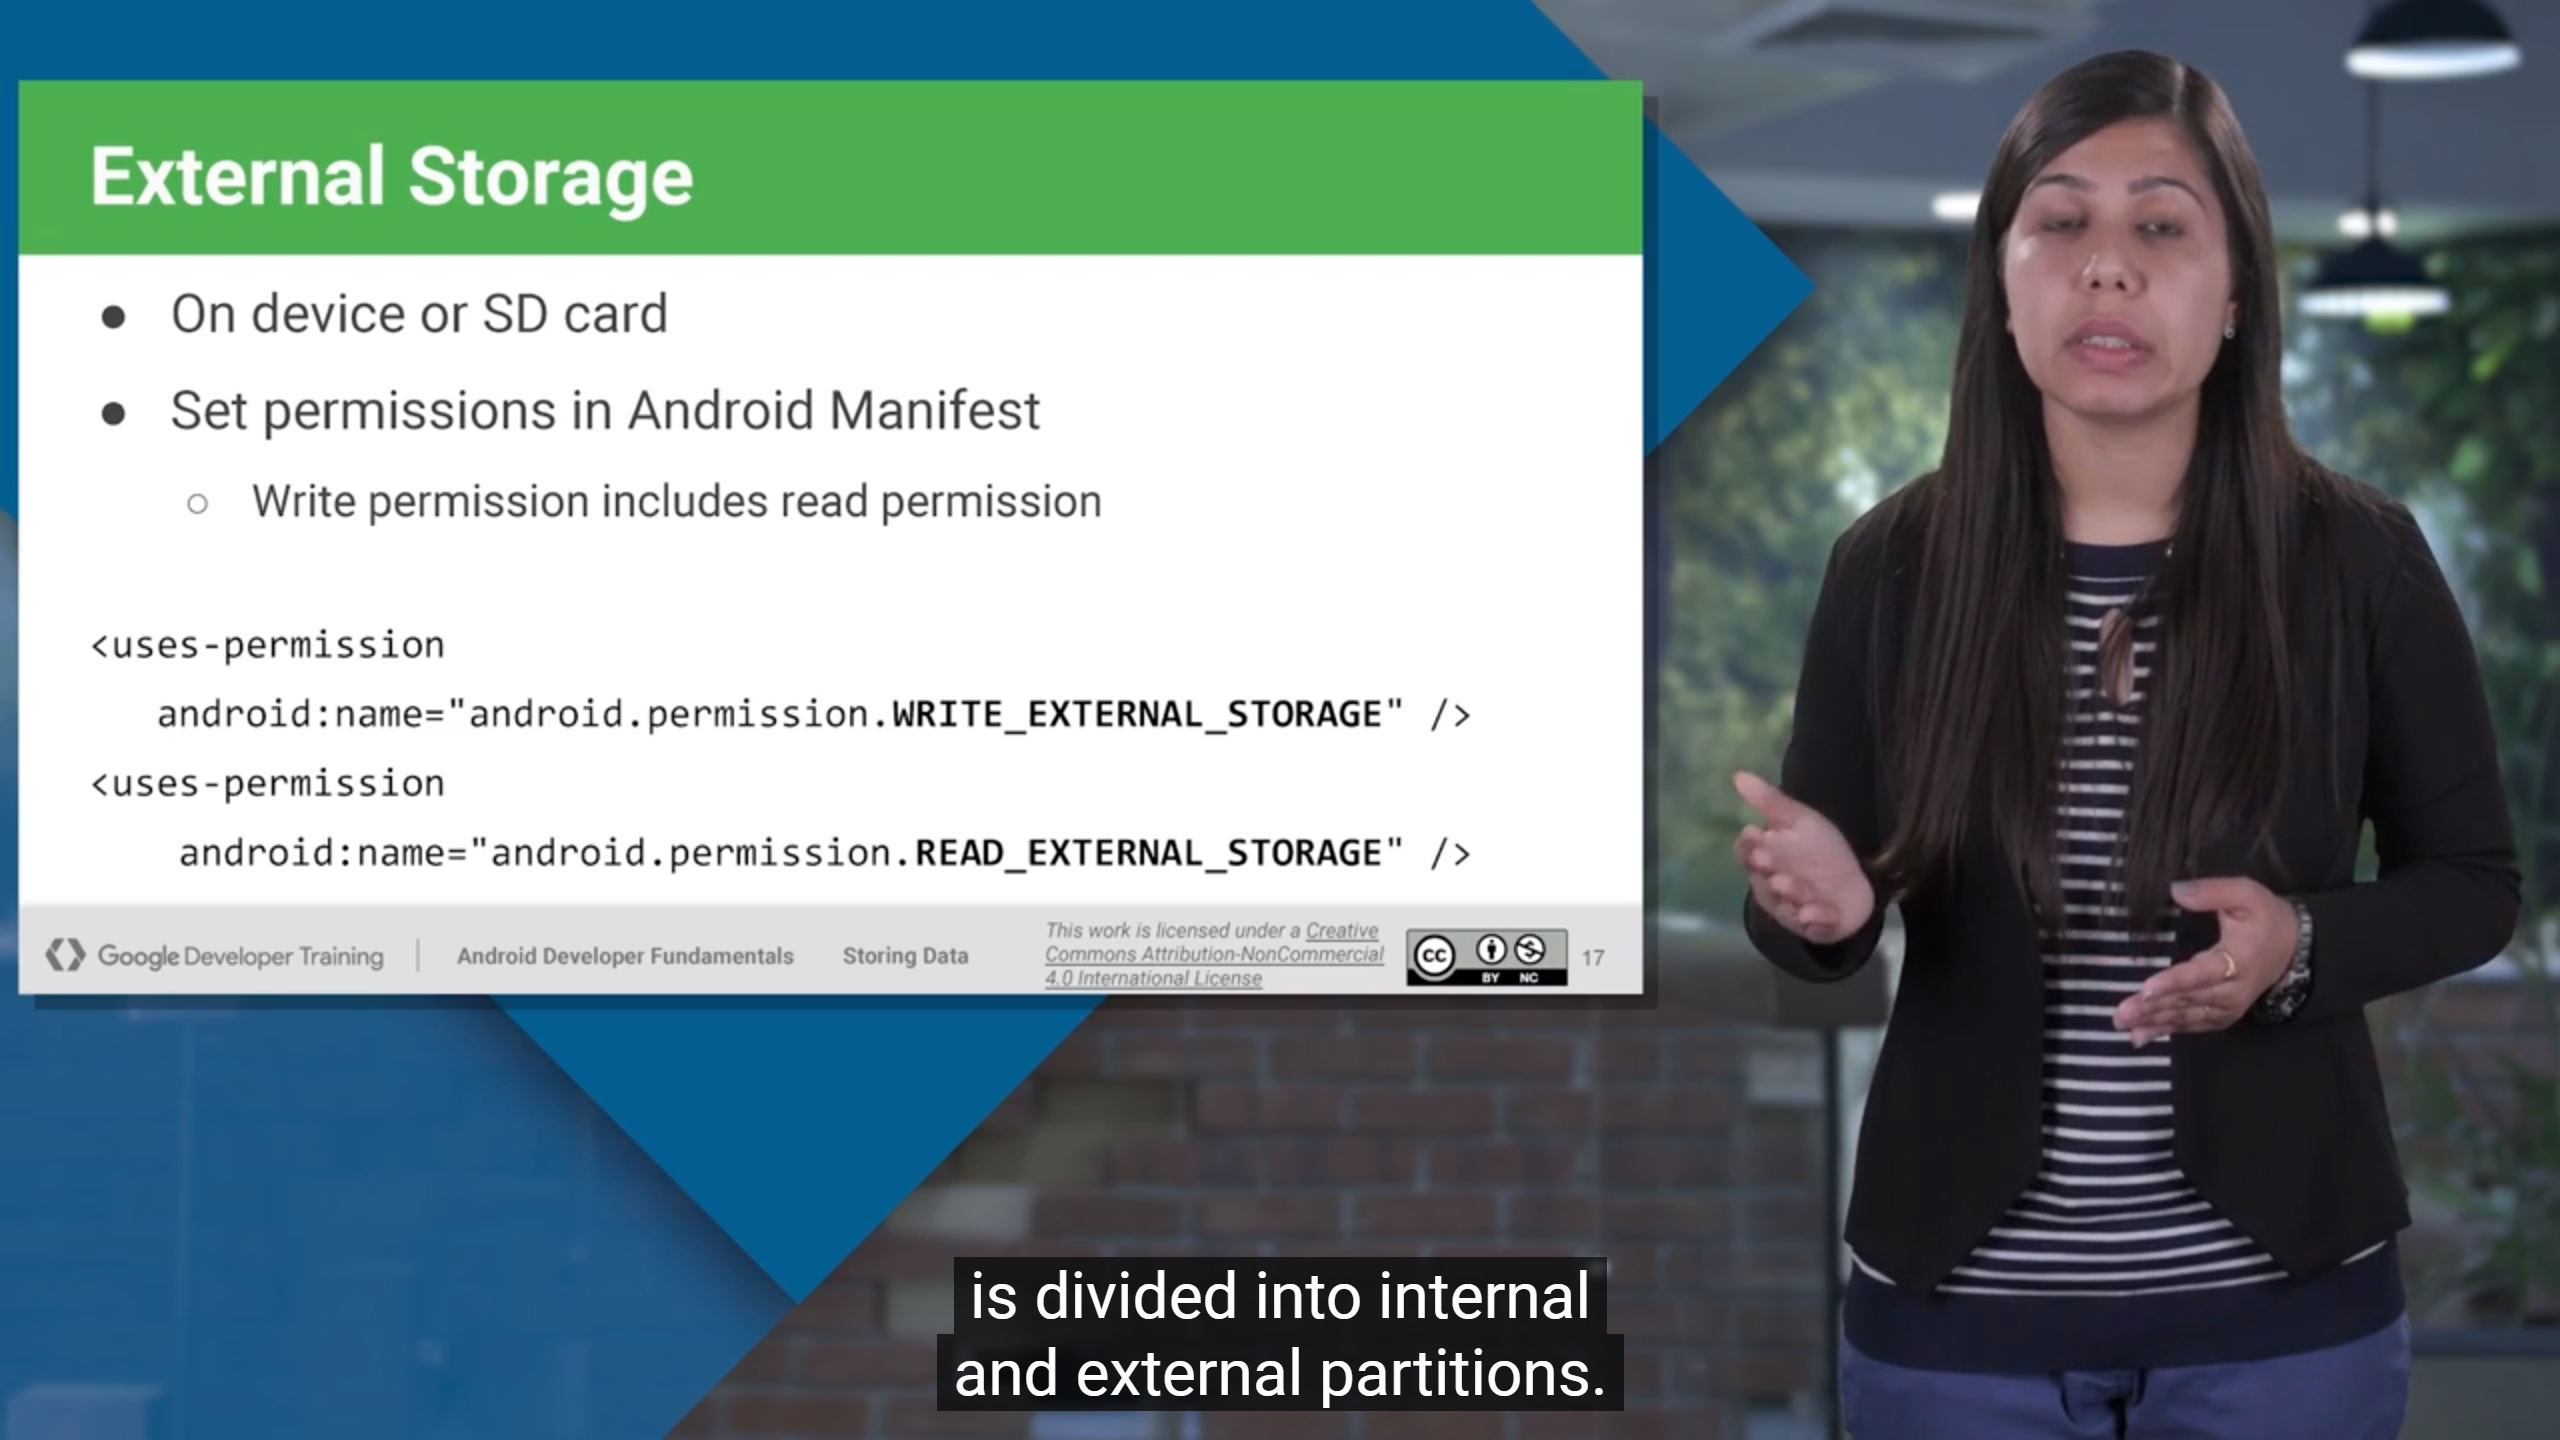 External Storage
● On device or SD card
● Set permissions in Android Manifest
○ Write permission includes read permission
<uses-permission
android:name="android.permission.WRITE_EXTERNAL_STORAGE" />
<uses-permission
android:name="android.permission.READ_EXTERNAL_STORAGE" />
Google Developer Training
Android Developer Fundamentals
Storing Data
This work is licensed under a Creative
Commons Attribution-NonCommercial
4.0 International License
cc
BY NC
17
is divided into internal
and external partitions.